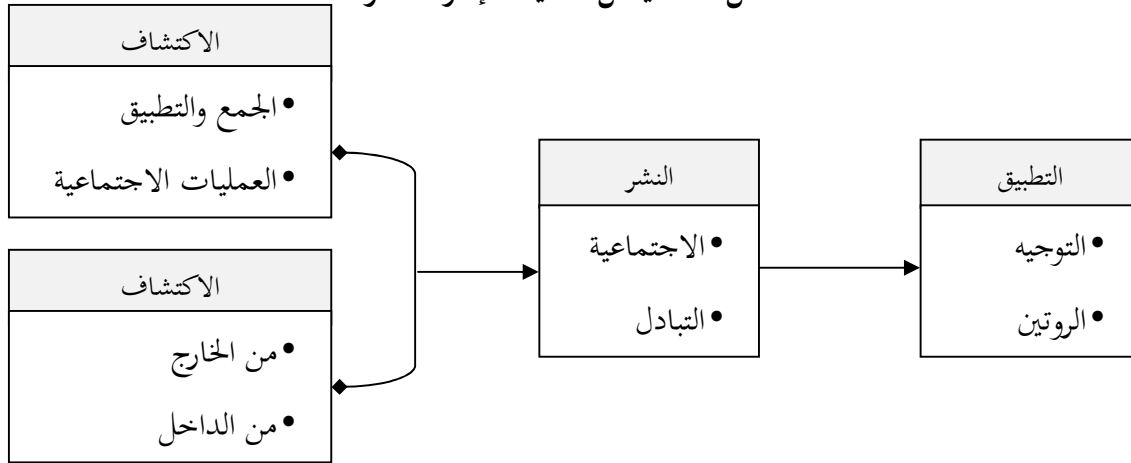 الاكتشاف
•الجمع والتطبيق
•العمليات الاجتماعية
الاكتشاف
•من الخارج
•من الداخل
النشر
•الاجتماعية
•التبادل
التطبيق
•التوجيه
•الروتين